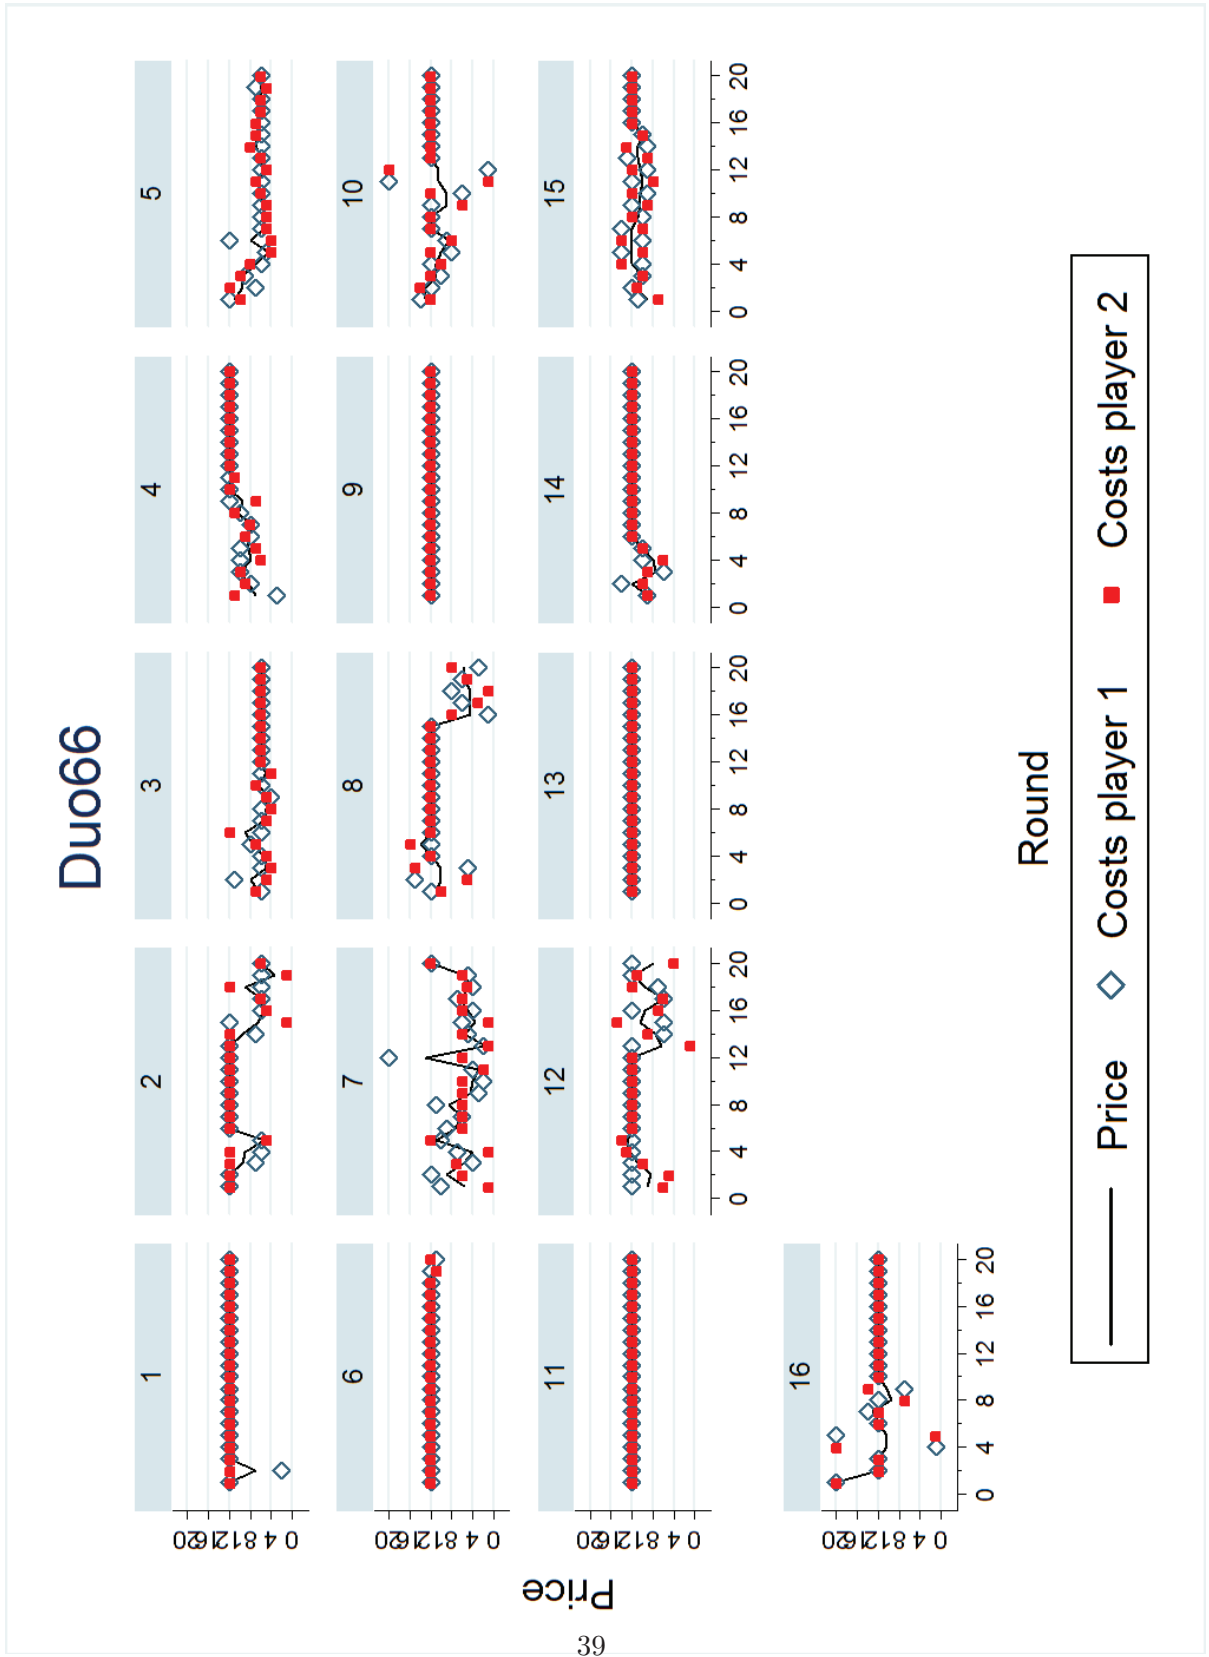 Duo66
1 2 3 4 5
0 4 8 12 16 20
6 7 8 9 10
0 4 8 12 16 20
11 12 13 14 15
0 4 8 12 16 20
0 4 8 12 16 20 0 4 8 12 16 20 0 4 8 12 16 20 0 4 8 12 16 20
16
0 4 8 12 16 20
0 4 8 12 16 20
Price
Round
Price Costs player 1 Costs player 2
39